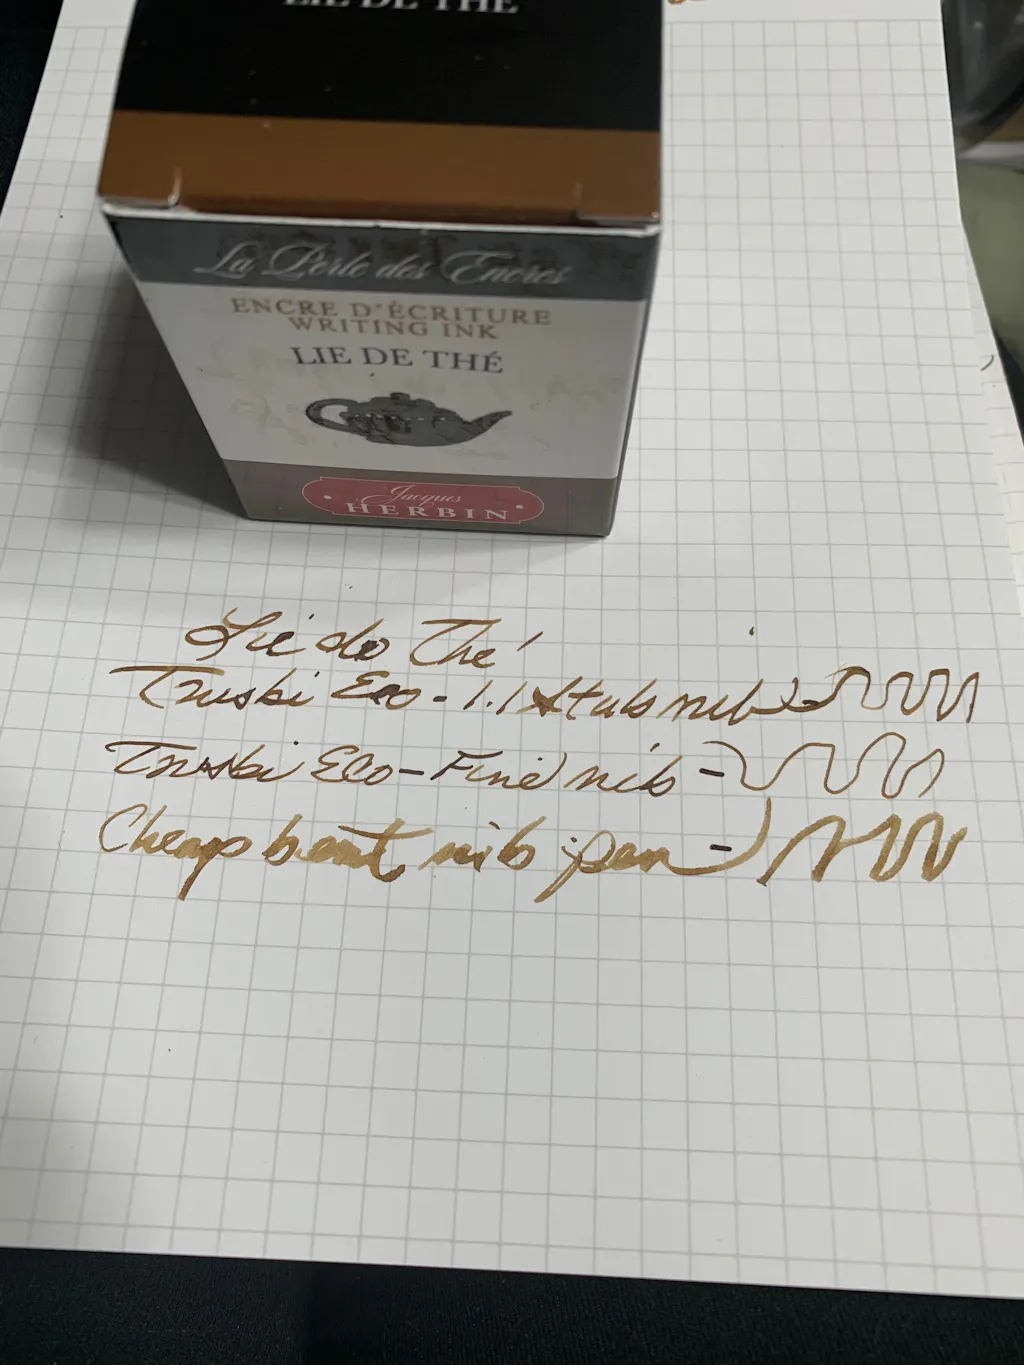 LIE DE THÉ
La Perle des Encres
ENCRE D'ÉCRITURE
WRITING INK
LIE DE THÉ
Jacques
HERBIN
Lie de Thé
Twsbi Eco - 1.1 Stub nib -
Twsbi Eco - Fine nib -
Cheap bent nib pen -